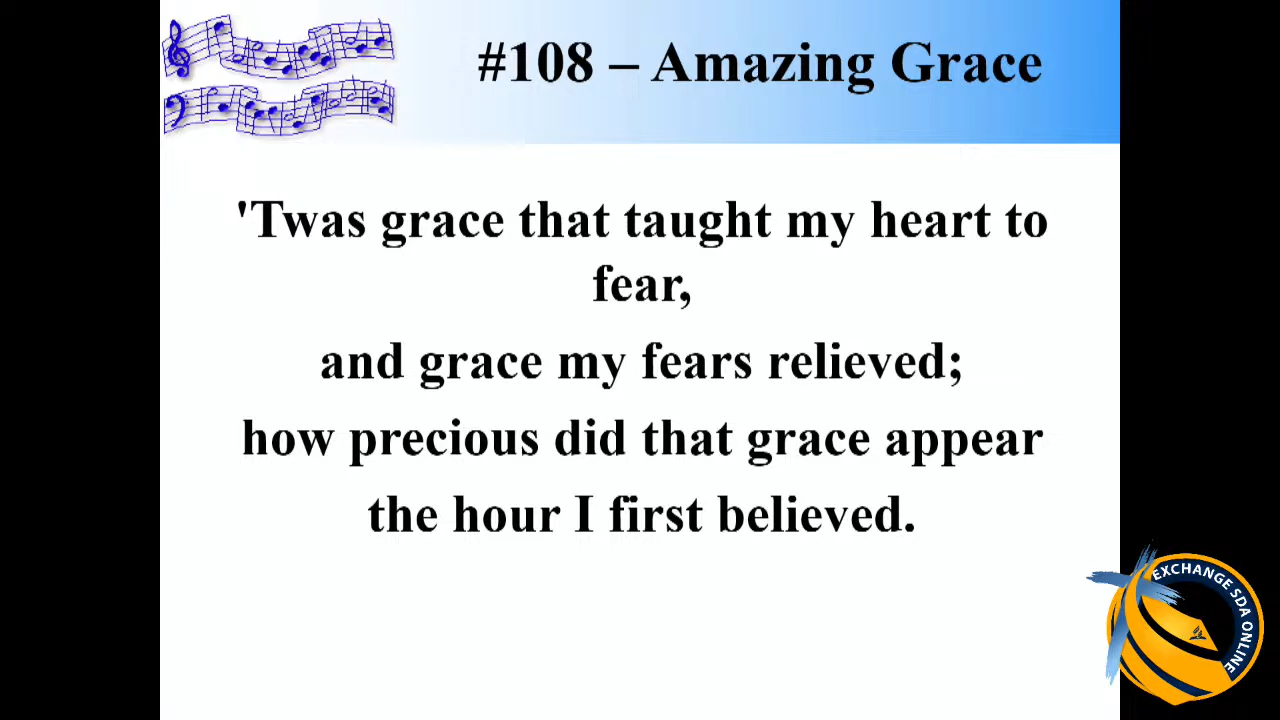 #108 – Amazing Grace
'Twas grace that taught my heart to
fear,
and grace my fears relieved;
how precious did that grace appear
the hour I first believed.
EXCHANGE SDA ONLINE